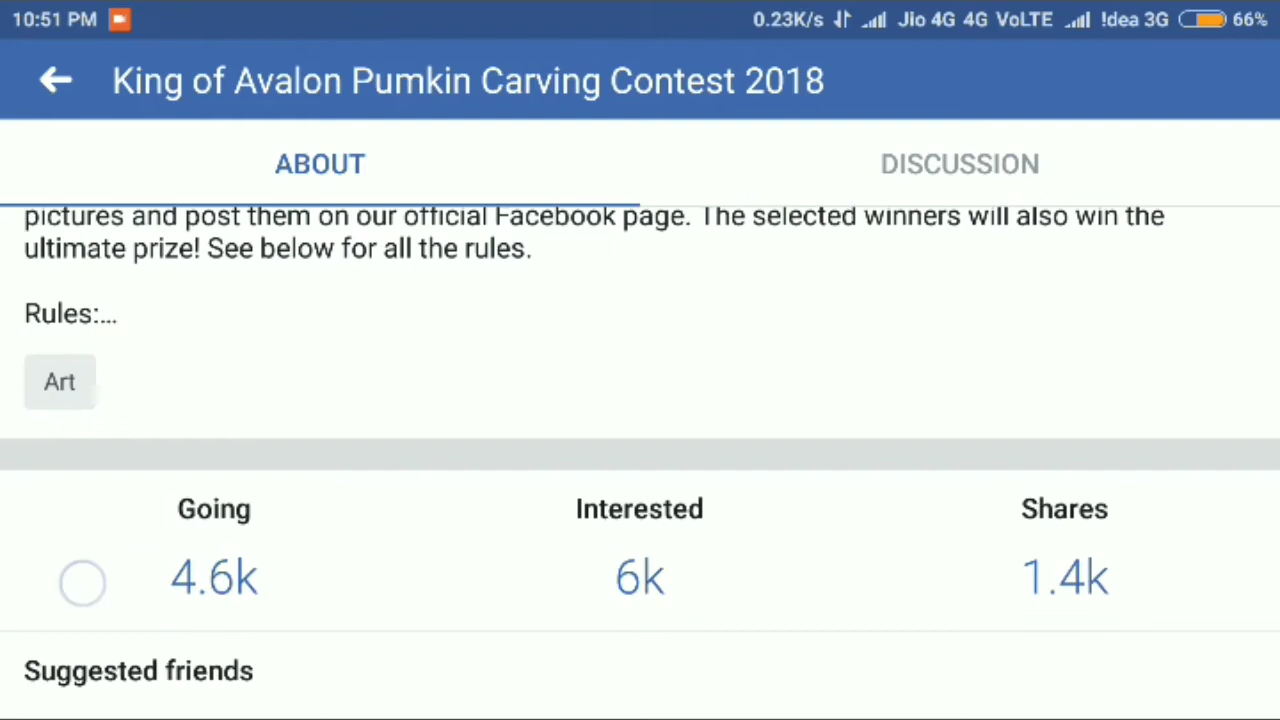 10:51 PM 0.23K/s Jio 4G 4G VoLTE !dea 3G 66%
King of Avalon Pumkin Carving Contest 2018
ABOUT DISCUSSION
pictures and post them on our official Facebook page. The selected winners will also win the
ultimate prize! See below for all the rules.
Rules:...
Art
Going Interested Shares
4.6k 6k 1.4k
Suggested friends